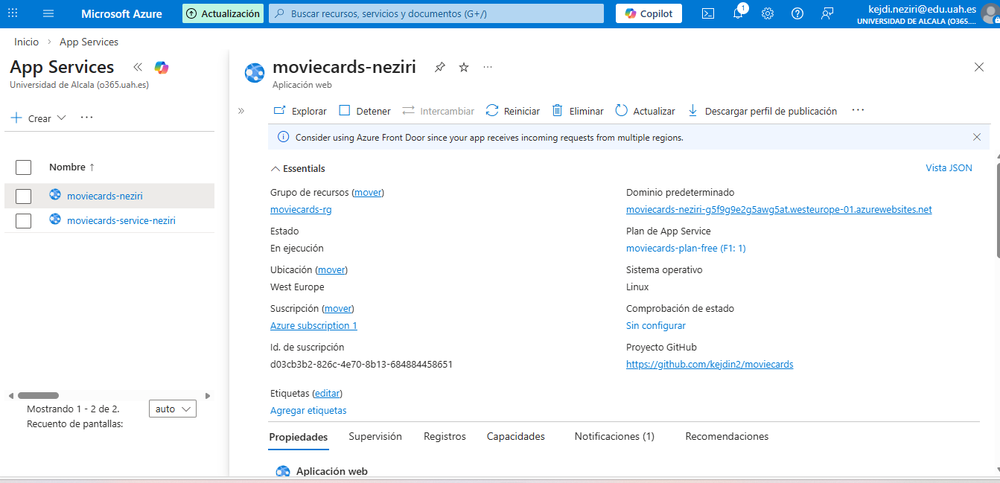 Microsoft Azure
Actualización
Buscar recursos, servicios y documentos (G+/)
Copilot
1
kejdi.neziri@edu.uah.es
UNIVERSIDAD DE ALCALA (O365....
Inicio > App Services
App Services
Universidad de Alcala (o365.uah.es)
Crear
...
Nombre ↑
moviecards-neziri
moviecards-service-neziri
Mostrando 1 - 2 de 2.
Recuento de pantallas:
auto
moviecards-neziri
...
Aplicación web
Explorar
Detener
Intercambiar
Reiniciar
Eliminar
Actualizar
Descargar perfil de publicación
...
Consider using Azure Front Door since your app receives incoming requests from multiple regions.
Essentials
Vista JSON
Grupo de recursos (mover)
moviecards-rg
Estado
En ejecución
Ubicación (mover)
West Europe
Suscripción (mover)
Azure subscription 1
Id. de suscripción
d03cb3b2-826c-4e70-8b13-684884458651
Dominio predeterminado
moviecards-neziri-g5f9g9e2g5awg5at.westeurope-01.azurewebsites.net
Plan de App Service
moviecards-plan-free (F1: 1)
Sistema operativo
Linux
Comprobación de estado
Sin configurar
Proyecto GitHub
https://github.com/kejdin2/moviecards
Etiquetas (editar)
Agregar etiquetas
Propiedades
Supervisión
Registros
Capacidades
Notificaciones (1)
Recomendaciones
Aplicación web